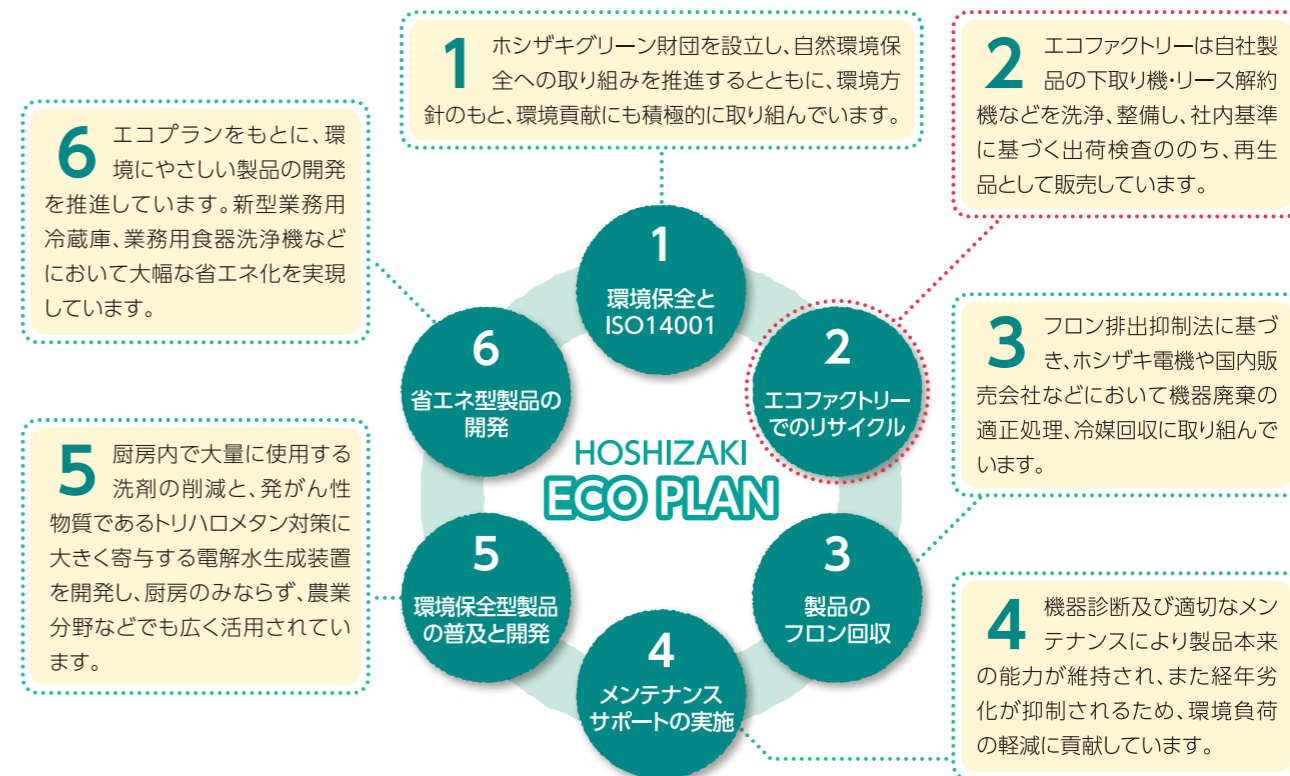 1 ホシザキグリーン財団を設立し、自然環境保
全への取り組みを推進するとともに、環境方
針のもと、環境貢献にも積極的に取り組んでいます。
2 エコファクトリーは自社製
品の下取り機・リース解約
機などを洗浄、整備し、社内基準
に基づく出荷検査ののち、再生
品として販売しています。
6 エコプランをもとに、環
境にやさしい製品の開発
を推進しています。新型業務用
冷蔵庫、業務用食器洗浄機など
において大幅な省エネ化を実現
しています。
1
環境保全と
ISO14001
2
エコファクトリー
でのリサイクル
6
省エネ型製品の
開発
3 フロン排出抑制法に基づ
き、ホシザキ電機や国内販
売会社などにおいて機器廃棄の
適正処理、冷媒回収に取り組んで
います。
HOSHIZAKI
ECO PLAN
5 厨房内で大量に使用する
洗剤の削減と、発がん性
物質であるトリハロメタン対策に
大きく寄与する電解水生成装置
を開発し、厨房のみならず、農業
分野などでも広く活用されてい
ます。
5
環境保全型製品
の普及と開発
3
製品の
フロン回収
4
メンテナンス
サポートの実施
4 機器診断及び適切なメン
テナンスにより製品本来
の能力が維持され、また経年劣
化が抑制されるため、環境負荷
の軽減に貢献しています。